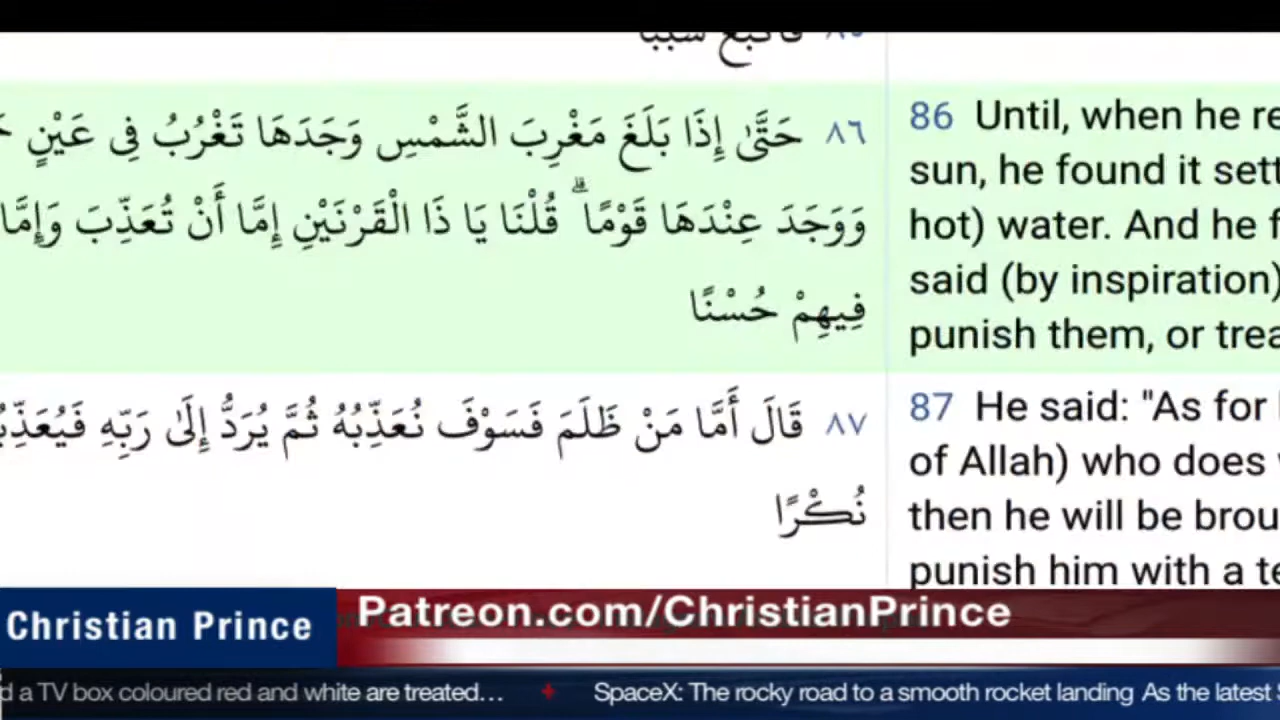 ٨٦ حَتَّىٰ إِذَا بَلَغَ مَغْرِبَ الشَّمْسِ وَجَدَهَا تَغْرُبُ فِي عَيْنٍ
وَوَجَدَ عِنْدَهَا قَوْمًا ۗ قُلْنَا يَا ذَا الْقَرْنَيْنِ إِمَّا أَنْ تُعَذِّبَ وَإِمَّا
فِيهِمْ حُسْنًا
86 Until, when he re
sun, he found it sett
hot) water. And he f
said (by inspiration)
punish them, or trea
٨٧ قَالَ أَمَّا مَنْ ظَلَمَ فَسَوْفَ نُعَذِّبُهُ ثُمَّ يُرَدُّ إِلَىٰ رَبِّهِ فَيُعَذِّبُ
نُكْرًا
87 He said: "As for
of Allah) who does
then he will be brou
punish him with a te
Christian Prince
Patreon.com/ChristianPrince
d a TV box coloured red and white are treated... + SpaceX: The rocky road to a smooth rocket landing As the latest